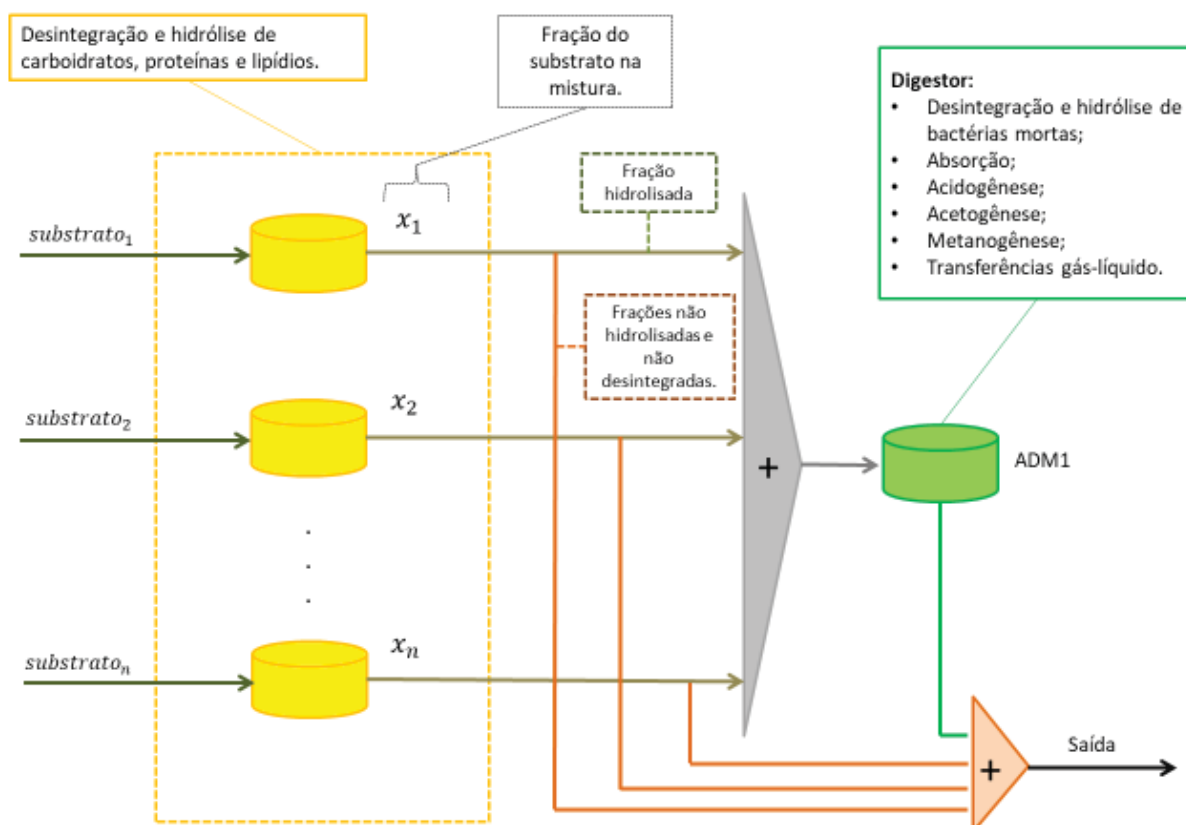 Desintegração e hidrólise de
carboidratos, proteínas e lipídios.
Fração do
substrato na
mistura.
Digestor:
• Desintegração e hidrólise de
bactérias mortas;
• Absorção;
• Acidogênese;
• Acetogênese;
• Metanogênese;
• Transferências gás-líquido.
Fração
hidrolisada
substrato₁
x₁
Frações não
hidrolisadas e
não
desintegradas.
substrato₂
x₂
+
ADM1
.
.
.
substratoₙ
xₙ
Saída
+